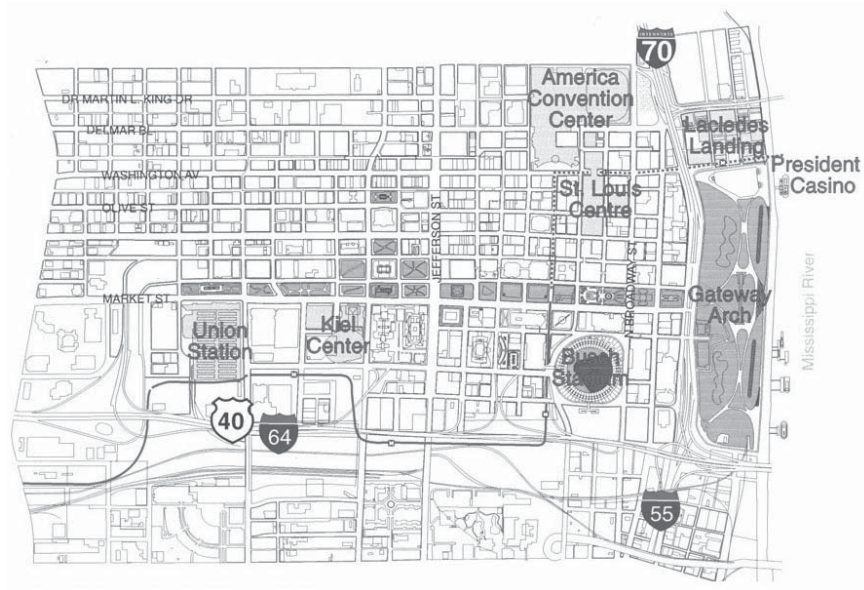 INTERSTATE
70
America
Convention
Center
DR MARTIN L. KING DR
DELMAR BL
Lacledes
Landing
President
Casino
WASHINGTON AV
St. Louis
Centre
OLIVE ST
JEFFERSON ST
N BROADWAY ST
Mississippi River
Gateway
Arch
MARKET ST
Union
Station
Kiel
Center
Busch
Stadium
40
64
55